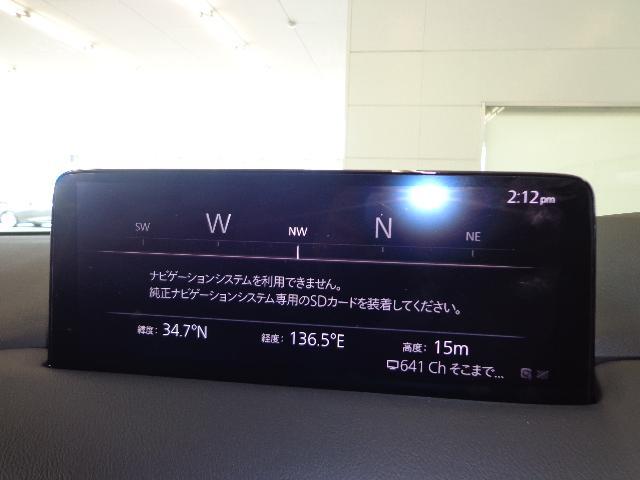 2:12pm
SW W NW N NE
ナビゲーションシステムを利用できません。
純正ナビゲーションシステム専用のSDカードを装着してください。
緯度: 34.7°N 経度: 136.5°E 高度: 15m
641 Ch そこまで...